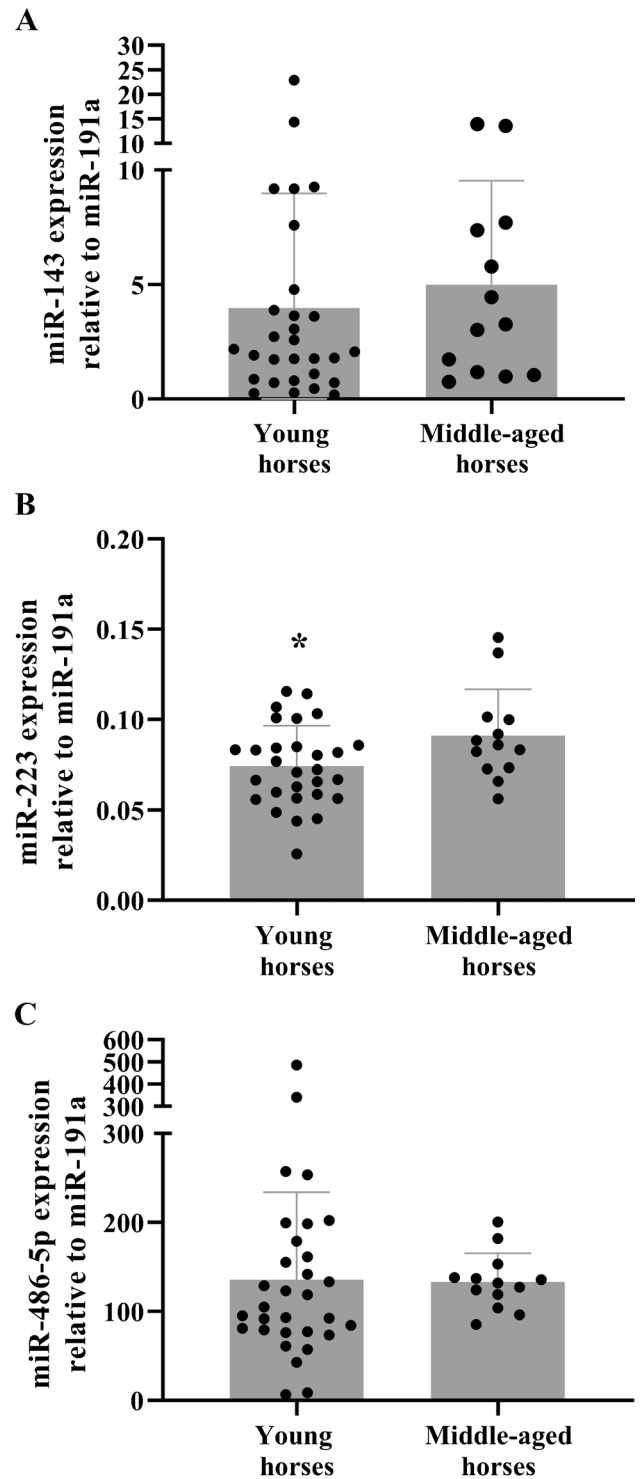 A
miR-143 expression
relative to miR-191a
30
25
20
15
10
10
5
0
Young
horses
Middle-aged
horses
B
miR-223 expression
relative to miR-191a
0.20
0.15
0.10
0.05
0.00
*
Young
horses
Middle-aged
horses
C
miR-486-5p expression
relative to miR-191a
600
500
400
300
300
200
100
0
Young
horses
Middle-aged
horses